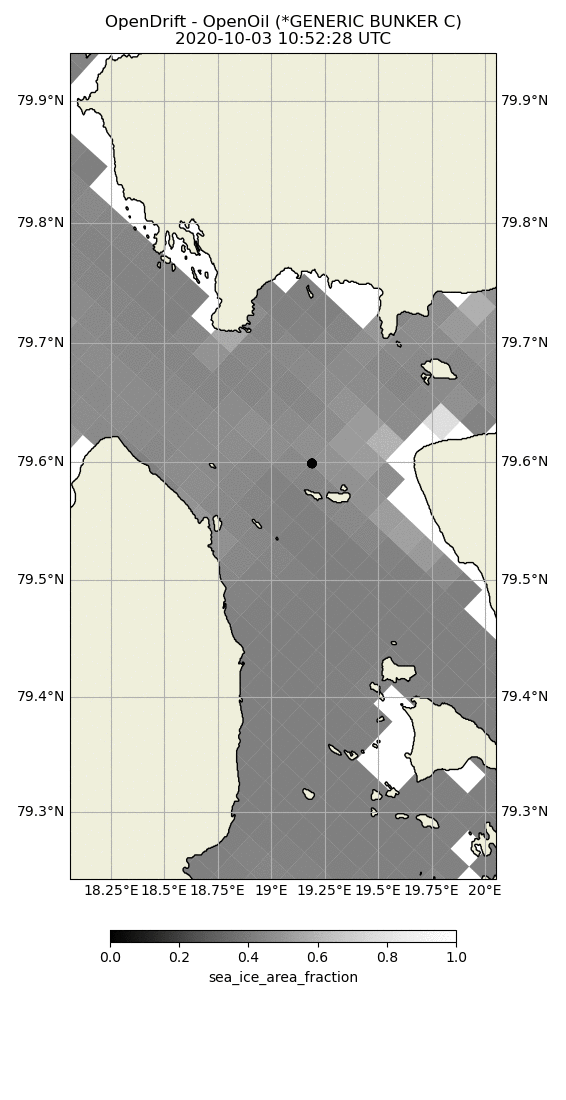 OpenDrift - OpenOil (*GENERIC BUNKER C)
2020-10-03 10:52:28 UTC
79.9°N 79.9°N
79.8°N 79.8°N
79.7°N 79.7°N
79.6°N 79.6°N
79.5°N 79.5°N
79.4°N 79.4°N
79.3°N 79.3°N
18.25°E 18.5°E 18.75°E 19°E 19.25°E 19.5°E 19.75°E 20°E
0.0 0.2 0.4 0.6 0.8 1.0
sea_ice_area_fraction